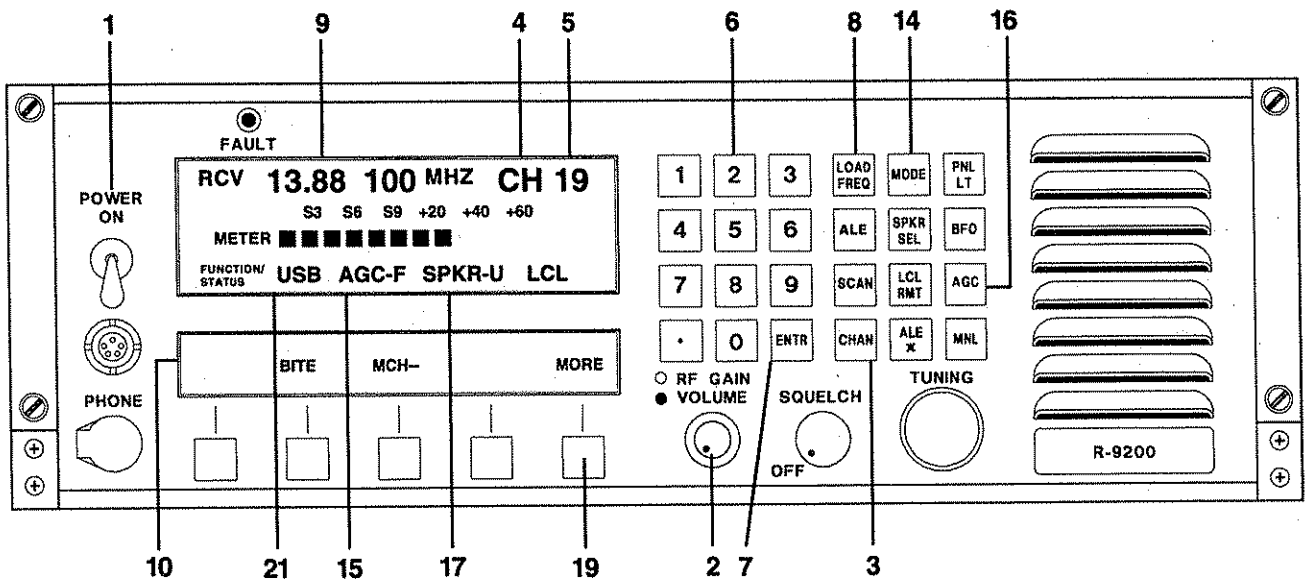 1 9 4 5 6 8 14 16
FAULT
POWER
ON
RCV 13.88 100 MHZ CH 19
S3 S6 S9 +20 +40 +60
METER
FUNCTION/
STATUS
USB AGC-F SPKR-U LCL
BITE MCH– MORE
PHONE
1 2 3
LOAD
FREQ
MODE
PNL
LT
4 5 6
ALE
SPKR
SEL
BFO
7 8 9
SCAN
LCL
RMT
AGC
. 0 ENTR
CHAN
ALE
*
MNL
RF GAIN
VOLUME
SQUELCH
OFF
TUNING
R-9200
10 21 15 17 19 2 7 3